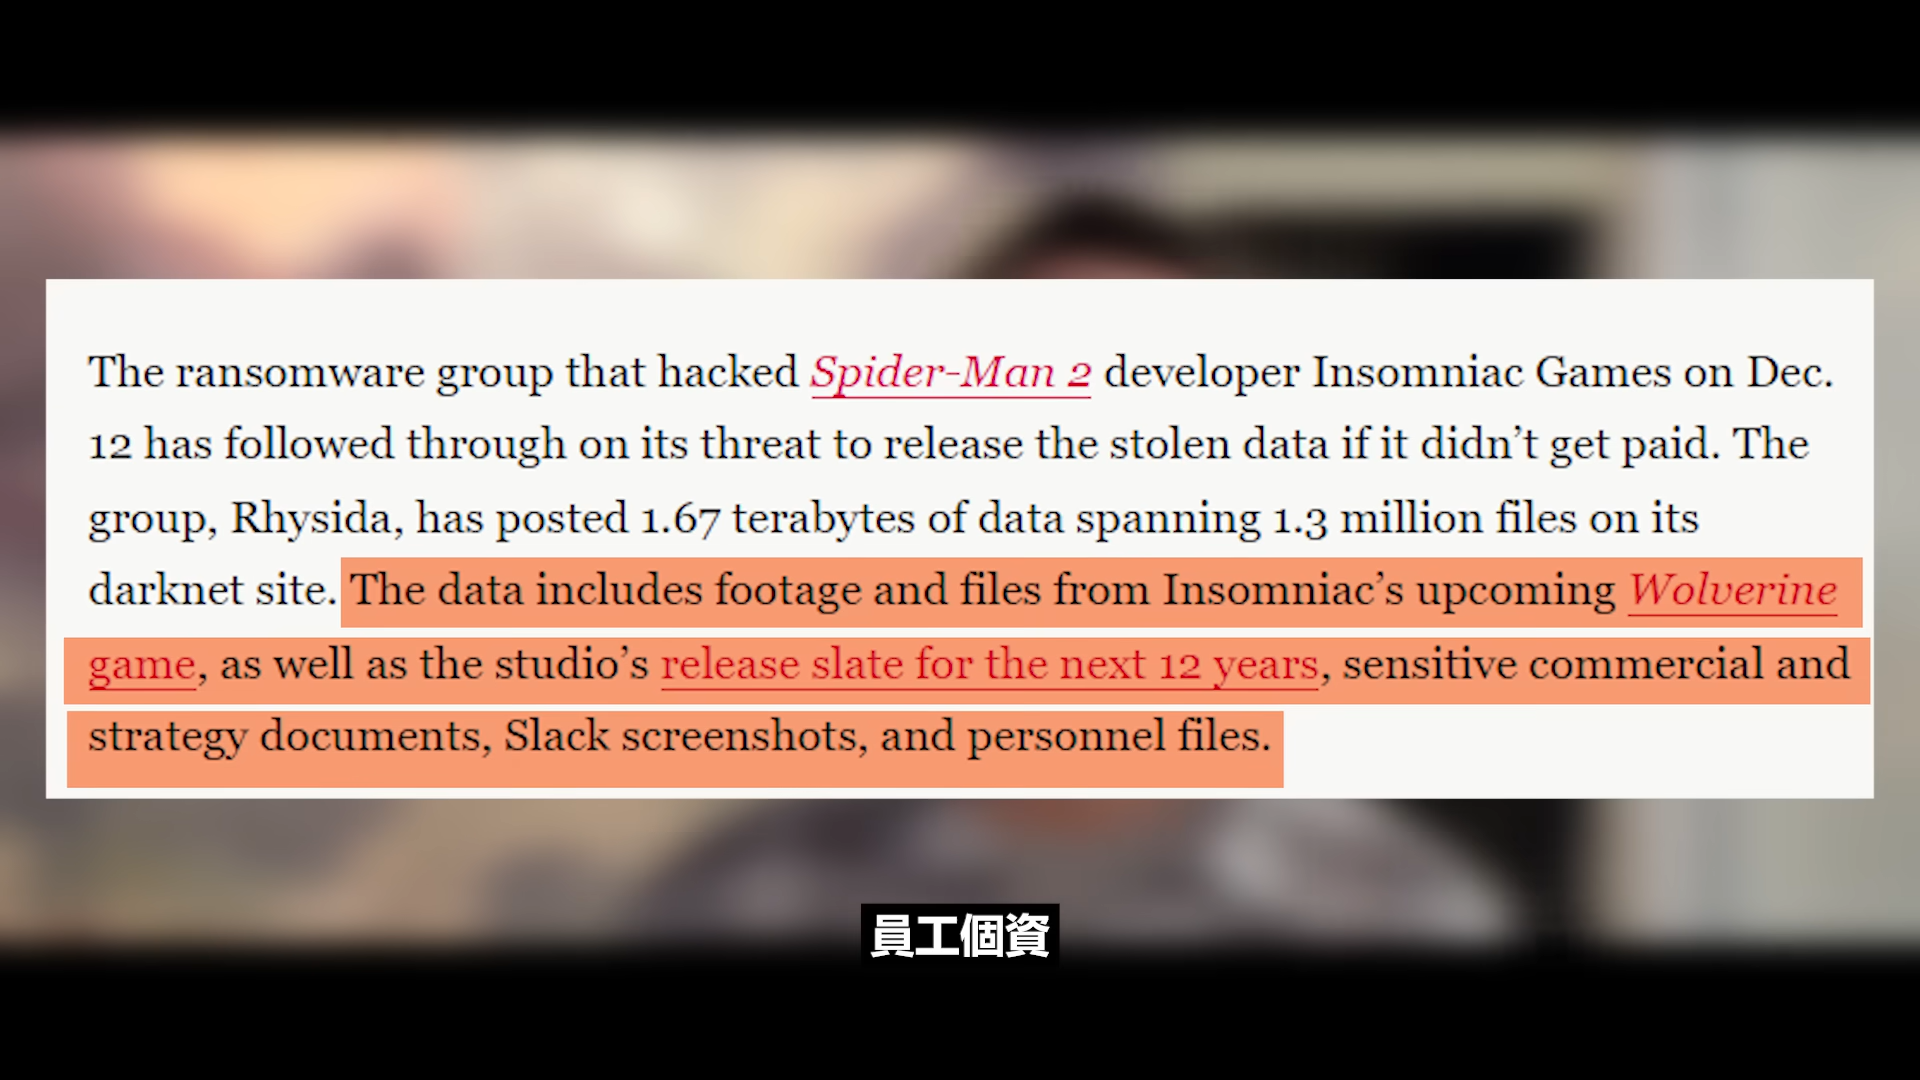 The ransomware group that hacked Spider-Man 2 developer Insomniac Games on Dec.
12 has followed through on its threat to release the stolen data if it didn’t get paid. The
group, Rhysida, has posted 1.67 terabytes of data spanning 1.3 million files on its
darknet site. The data includes footage and files from Insomniac’s upcoming Wolverine
game, as well as the studio’s release slate for the next 12 years, sensitive commercial and
strategy documents, Slack screenshots, and personnel files.
員工個資